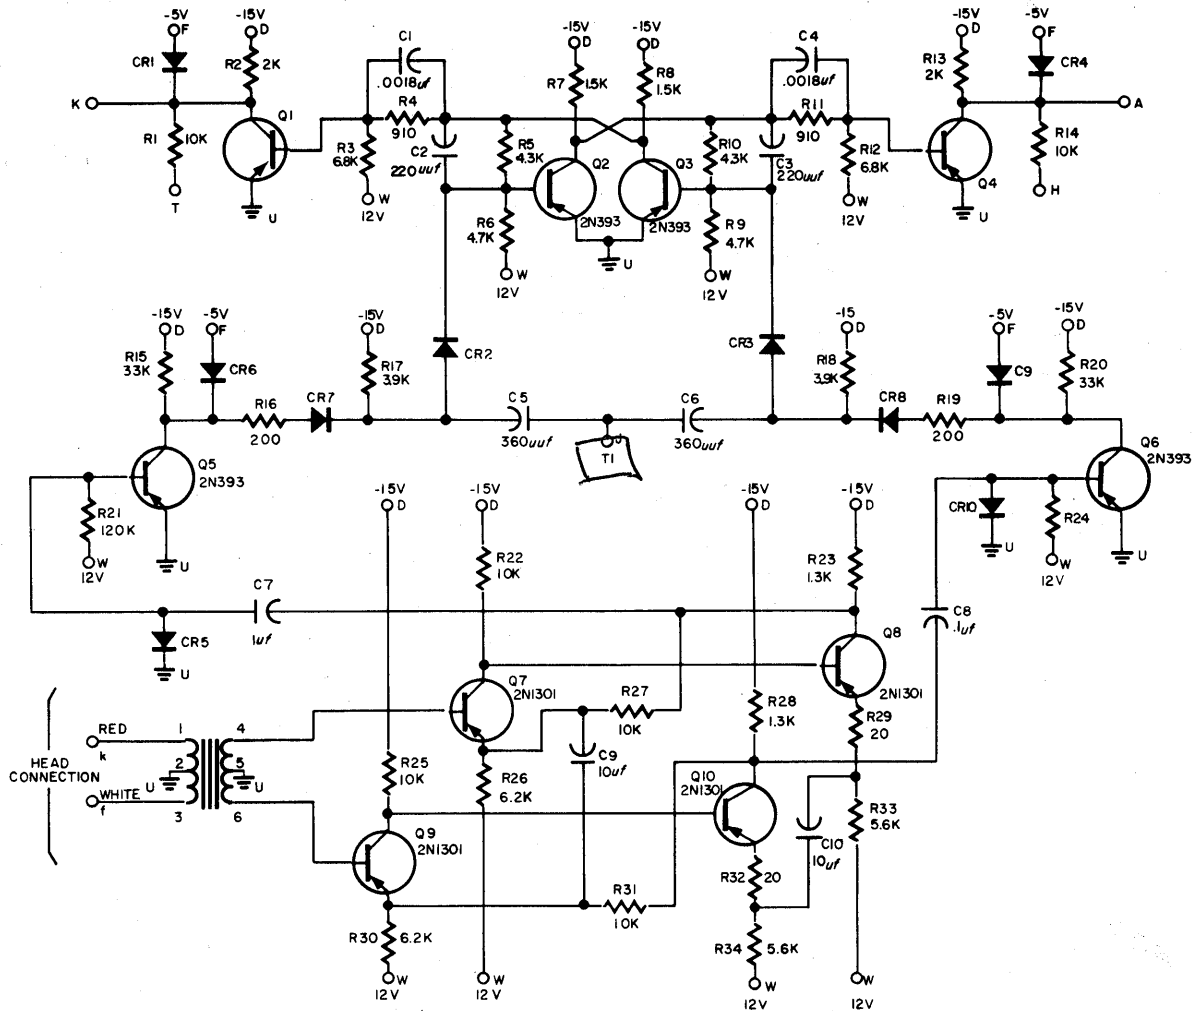 -5V
F
-15V
D
CR1
R2
2K
K
R1
10K
T
Q1
U
C1
.0018uf
R4
910
R3
6.8K
W
12V
C2
220uuf
R5
4.3K
R6
4.7K
W
12V
-15V
D
R7
1.5K
-15V
D
R8
1.5K
Q2
2N393
Q3
2N393
U
R10
4.3K
R9
4.7K
W
12V
C4
.0018uf
R11
910
C3
220uuf
R12
6.8K
W
12V
-15V
D
R13
2K
-5V
F
CR4
A
R14
10K
H
Q4
U
-15V
D
R15
33K
-5V
F
CR6
R16
200
CR7
-15V
D
R17
3.9K
CR2
C5
360uuf
J
T1
C6
360uuf
CR3
-15
D
R18
3.9K
CR8
R19
200
-5V
F
C9
-15V
D
R20
33K
Q5
2N393
U
R21
120K
W
12V
Q6
2N393
U
CR10
U
R24
W
12V
C7
1uf
CR5
U
-15V
D
-15V
D
R22
10K
-15V
D
-15V
D
R23
1.3K
C8
.1uf
Q8
2N1301
Q7
2N1301
R27
10K
R28
1.3K
R29
20
HEAD
CONNECTION
RED
k
WHITE
f
1
2
3
U
4
5
6
U
R25
10K
R26
6.2K
C9
10uf
Q10
2N1301
R33
5.6K
C10
10uf
Q9
2N1301
R32
20
R31
10K
R30
6.2K
R34
5.6K
W
12V
W
12V
W
12V
W
12V